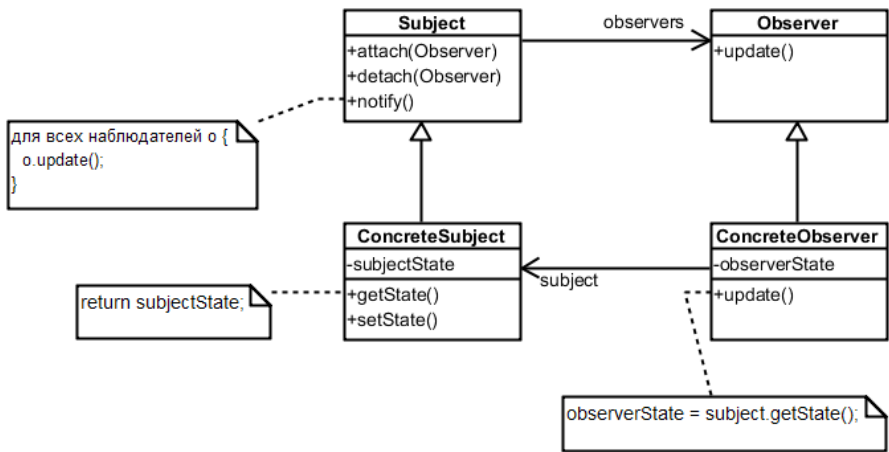 Subject
+attach(Observer)
+detach(Observer)
+notify()
observers
Observer
+update()
для всех наблюдателей o {
o.update();
}
ConcreteSubject
-subjectState
+getState()
+setState()
subject
ConcreteObserver
-observerState
+update()
return subjectState;
observerState = subject.getState();